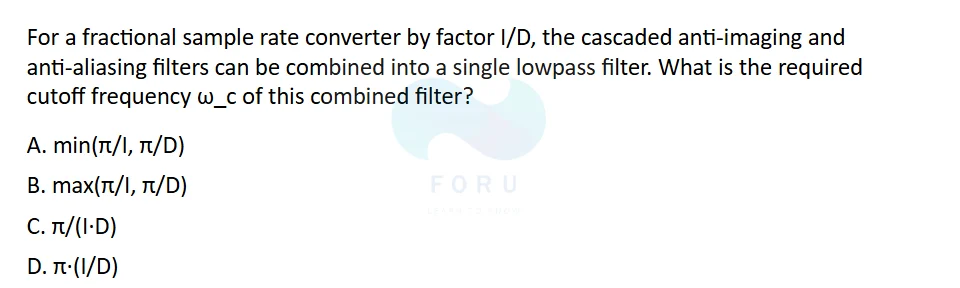 For a fractional sample rate converter by factor I/D, the cascaded anti-imaging and
anti-aliasing filters can be combined into a single lowpass filter. What is the required
cutoff frequency ω_c of this combined filter?
A. min(π/I, π/D)
B. max(π/I, π/D)
FORU
C. π/(I·D)
D. π·(I/D)